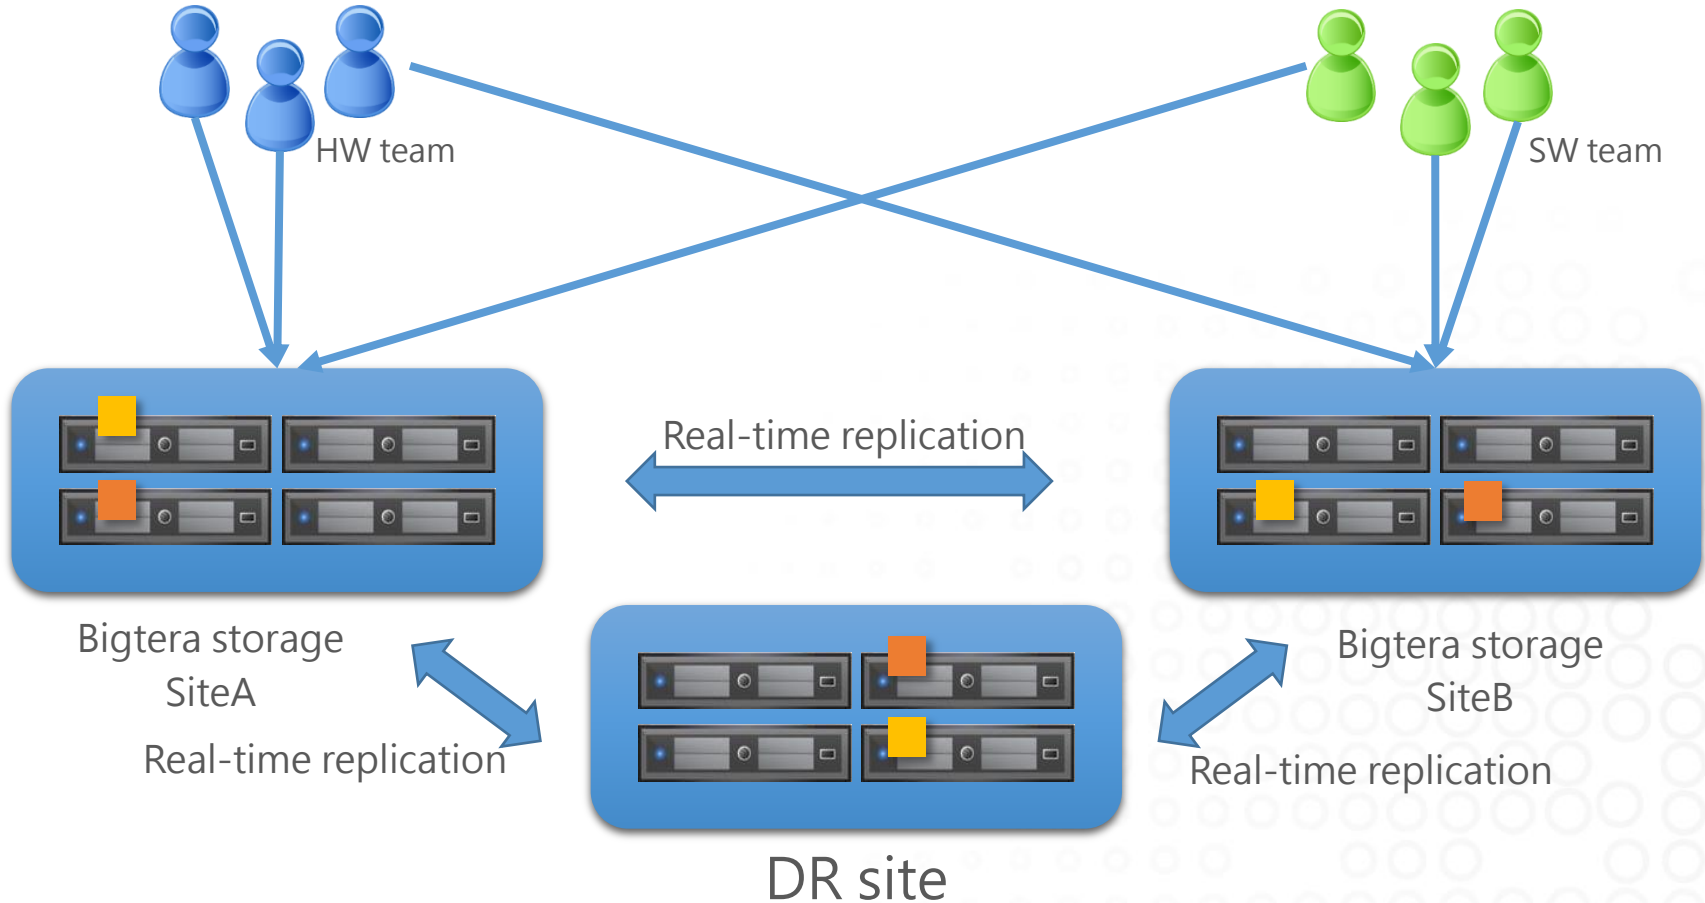 HW team
SW team
Real-time replication
Bigtera storage
SiteA
Bigtera storage
SiteB
Real-time replication
Real-time replication
DR site